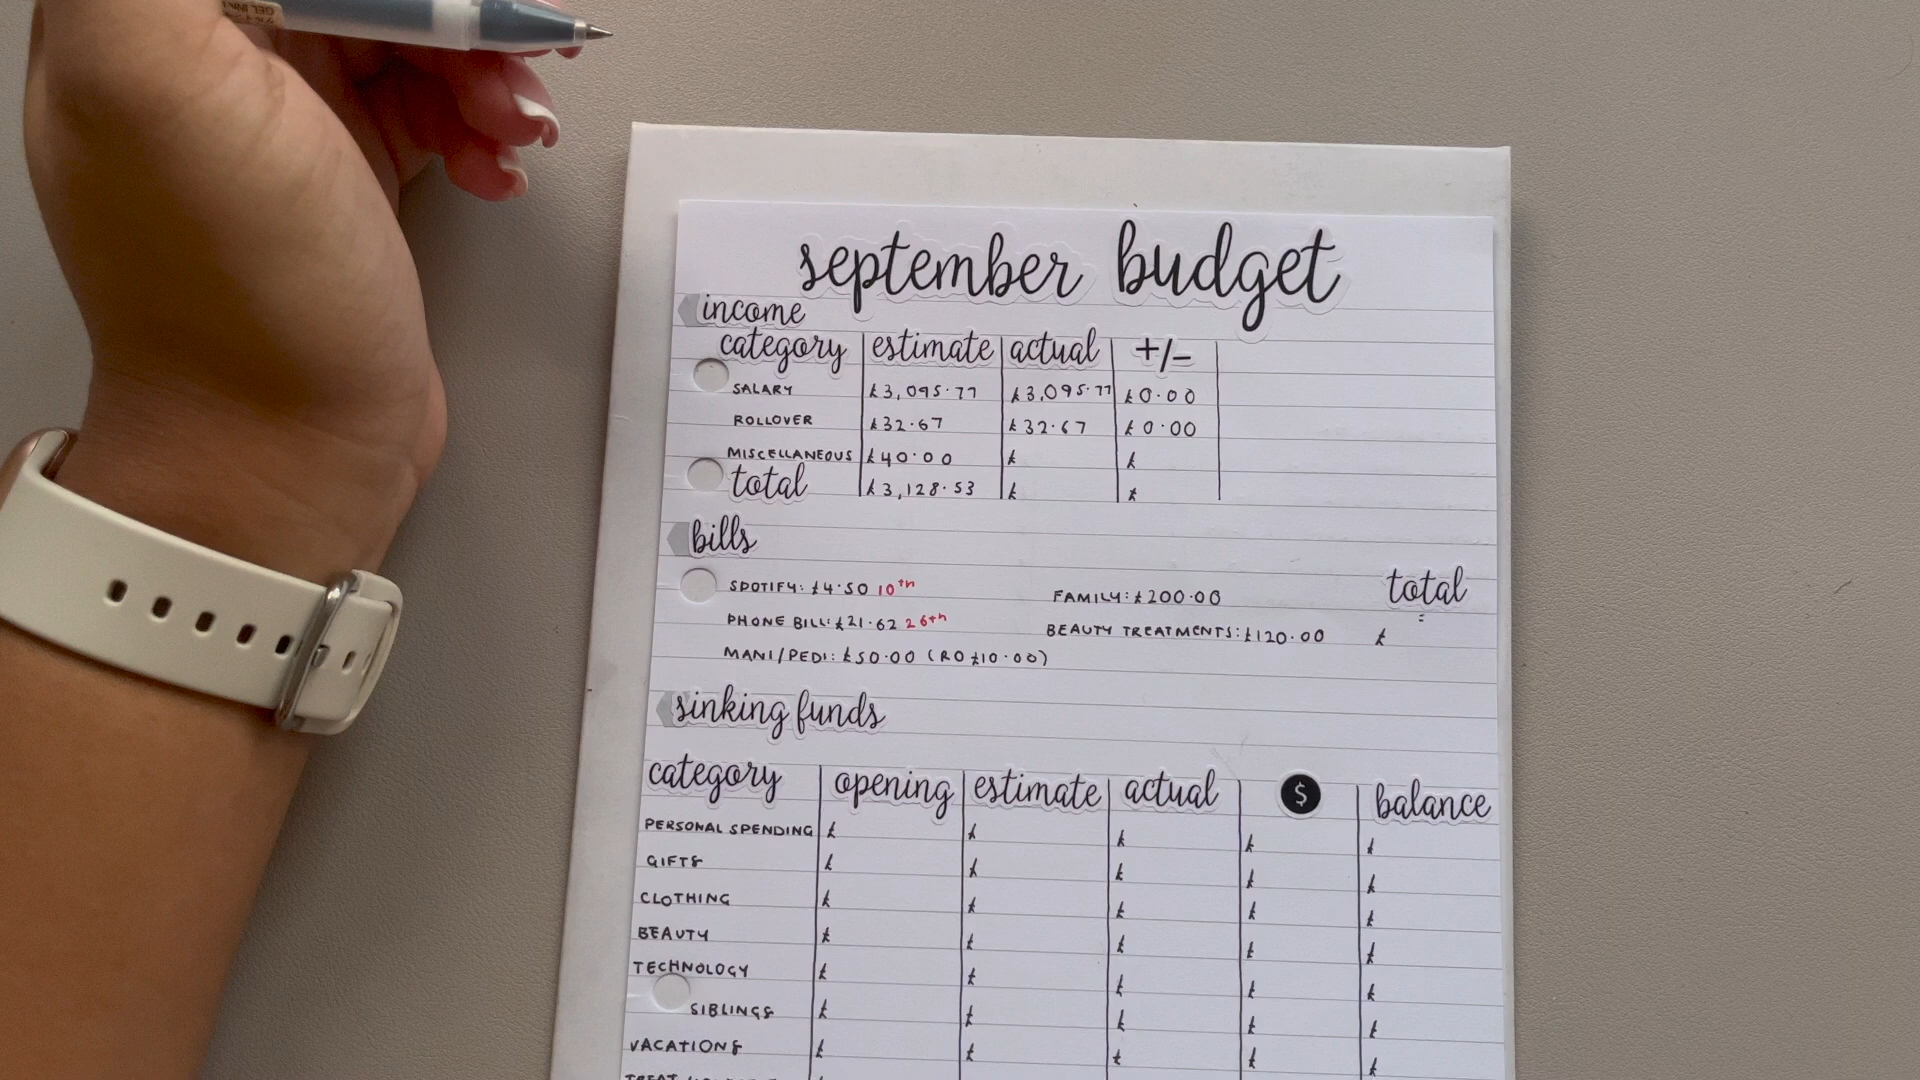 september budget
income
category estimate actual +/-
SALARY £3,095.77 £3,095.77 £0.00
ROLLOVER £32.67 £32.67 £0.00
MISCELLANEOUS £40.00 £ £
total £3,128.53 £ £
bills
total
SPOTIFY: £4.50 10th FAMILY: £200.00 :
PHONE BILL: £21.62 26th BEAUTY TREATMENTS: £120.00 £
MANI/PEDI: £50.00 (RO £10.00)
sinking funds
category opening estimate actual $ balance
PERSONAL SPENDING £ £ £ £ £
GIFTS £ £ £ £ £
CLOTHING £ £ £ £ £
BEAUTY £ £ £ £ £
TECHNOLOGY £ £ £ £ £
SIBLINGS £ £ £ £ £
VACATIONS £ £ £ £ £